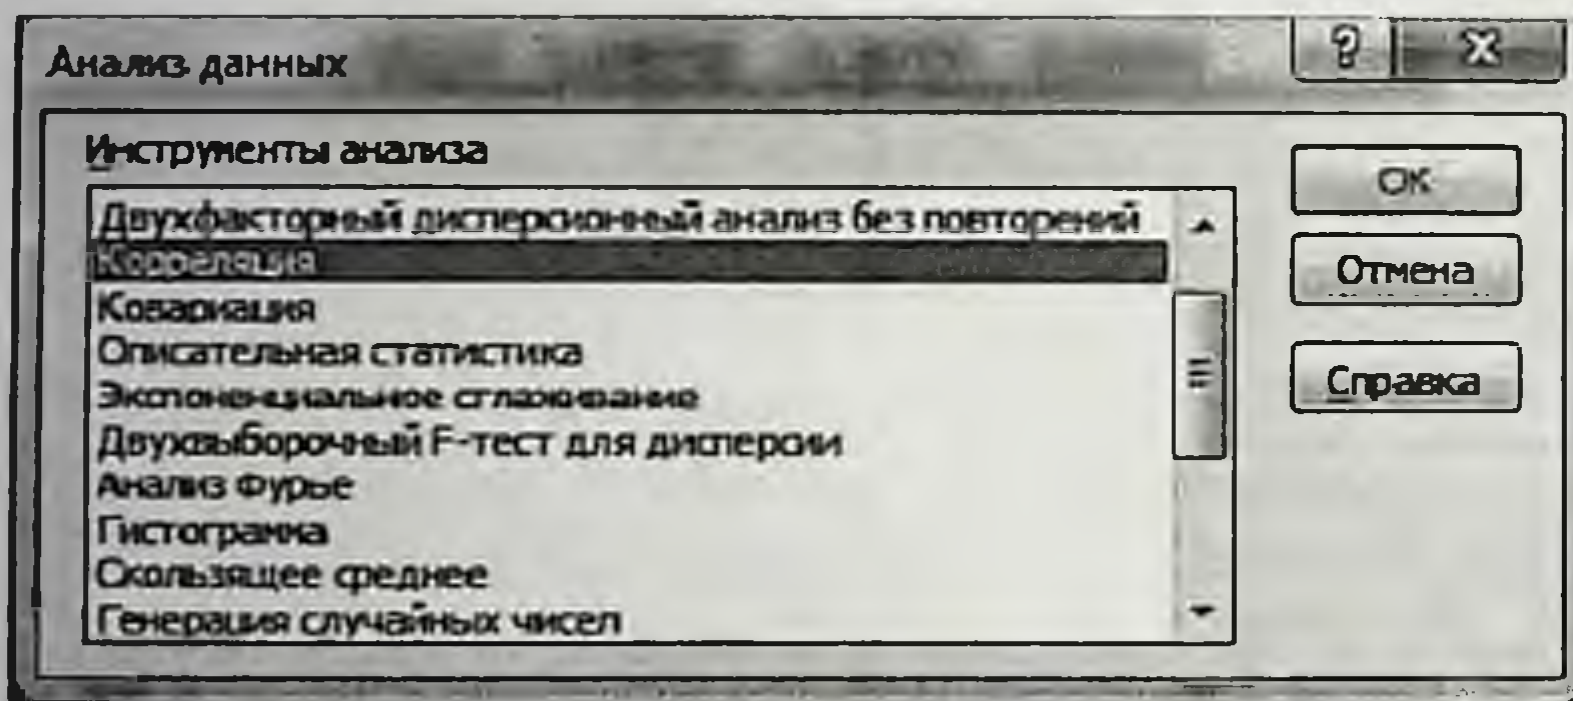 Анализ данных
Инструменты анализа
Двухфакторный дисперсионный анализ без повторений
Корреляция
Ковариация
Описательная статистика
Экспоненциальное сглаживание
Двухвыборочный F-тест для дисперсии
Анализ Фурье
Гистограмма
Скользящее среднее
Генерация случайных чисел
ОК
Отмена
Справка